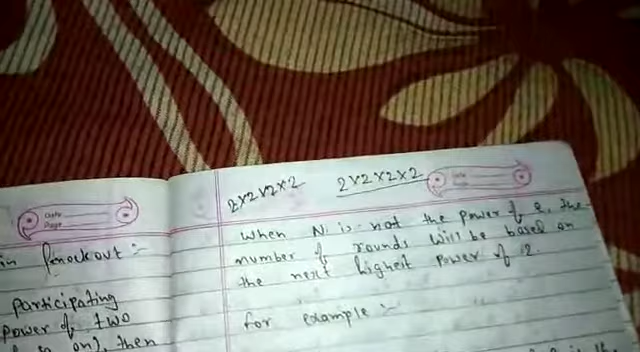 Date
Page
in knockout :-
participating
power of two
so on), then
2×2×2×2
2×2×2×2
Date
Page
when N is not the power of 2, the
number of rounds will be based on
the next highest power of 2.
for example :-